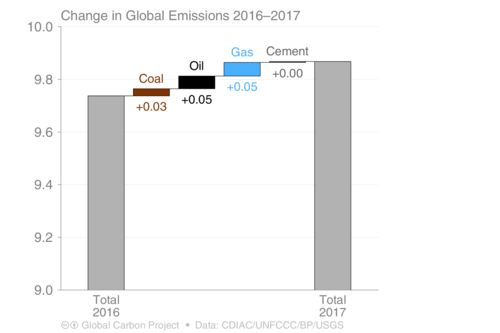 Change in Global Emissions 2016–2017
10.0
9.8
9.6
9.4
9.2
9.0
Coal
+0.03
Oil
+0.05
Gas
+0.05
Cement
+0.00
Total
2016
Total
2017
Global Carbon Project • Data: CDIAC/UNFCCC/BP/USGS